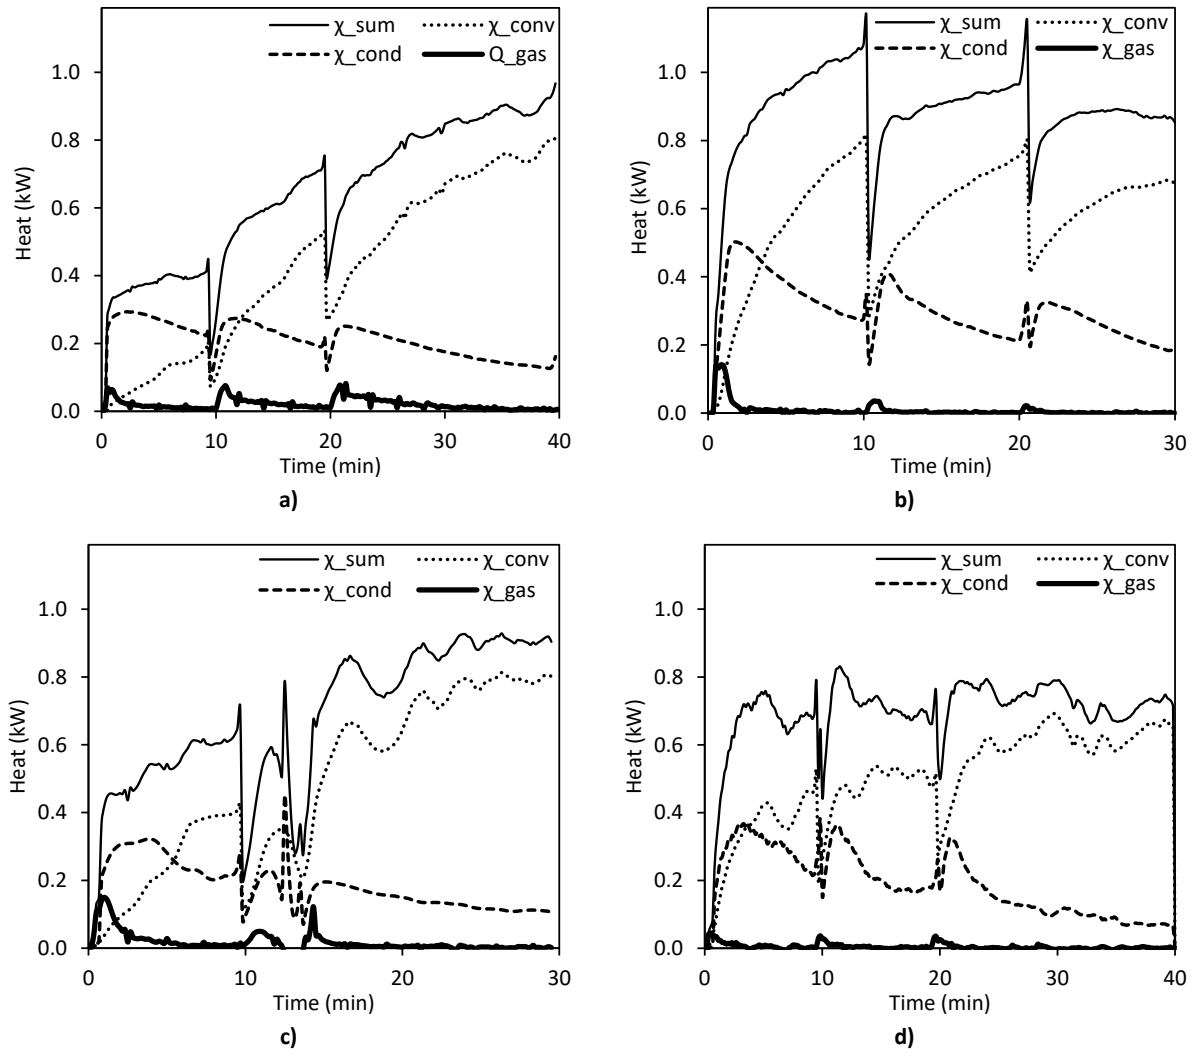 χ_sum χ_conv
χ_cond Q_gas
1.0
0.8
0.6
0.4
0.2
0.0
Heat (kW)
0 10 20 30 40
Time (min)
a)
χ_sum χ_conv
χ_cond χ_gas
1.0
0.8
0.6
0.4
0.2
0.0
Heat (kW)
0 10 20 30
Time (min)
b)
χ_sum χ_conv
χ_cond χ_gas
1.0
0.8
0.6
0.4
0.2
0.0
Heat (kW)
0 10 20 30
Time (min)
c)
χ_sum χ_conv
χ_cond χ_gas
1.0
0.8
0.6
0.4
0.2
0.0
Heat (kW)
0 10 20 30 40
Time (min)
d)